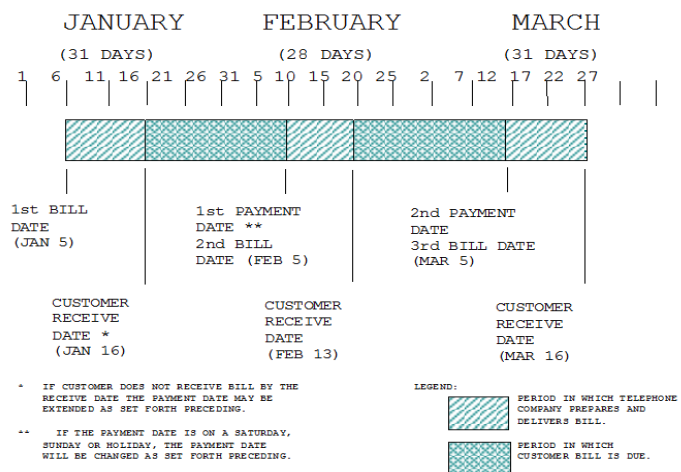 JANUARY FEBRUARY MARCH
(31 DAYS) (28 DAYS) (31 DAYS)
1 6 11 16 21 26 31 5 10 15 20 25 2 7 12 17 22 27
1st BILL
DATE
(JAN 5)
1st PAYMENT
DATE **
2nd BILL
DATE (FEB 5)
2nd PAYMENT
DATE
3rd BILL DATE
(MAR 5)
CUSTOMER
RECEIVE
DATE *
(JAN 16)
CUSTOMER
RECEIVE
DATE
(FEB 13)
CUSTOMER
RECEIVE
DATE
(MAR 16)
* IF CUSTOMER DOES NOT RECEIVE BILL BY THE
RECEIVE DATE THE PAYMENT DATE MAY BE
EXTENDED AS SET FORTH PRECEDING.
** IF THE PAYMENT DATE IS ON A SATURDAY,
SUNDAY OR HOLIDAY, THE PAYMENT DATE
WILL BE CHANGED AS SET FORTH PRECEDING.
LEGEND:
PERIOD IN WHICH TELEPHONE
COMPANY PREPARES AND
DELIVERS BILL.
PERIOD IN WHICH
CUSTOMER BILL IS DUE.